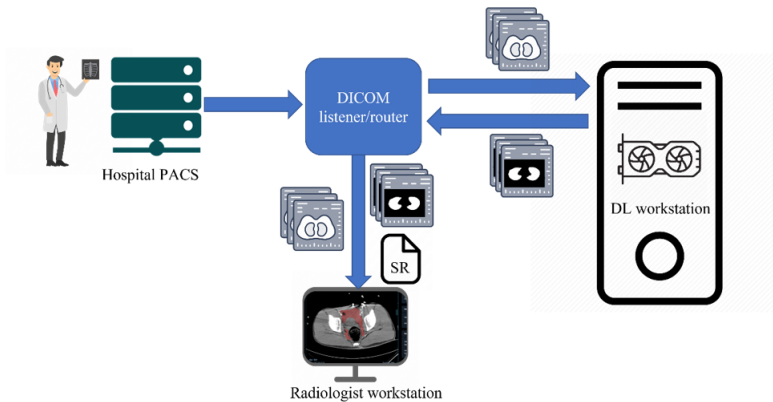 DICOM
listener/router
Hospital PACS
DL workstation
SR
Radiologist workstation